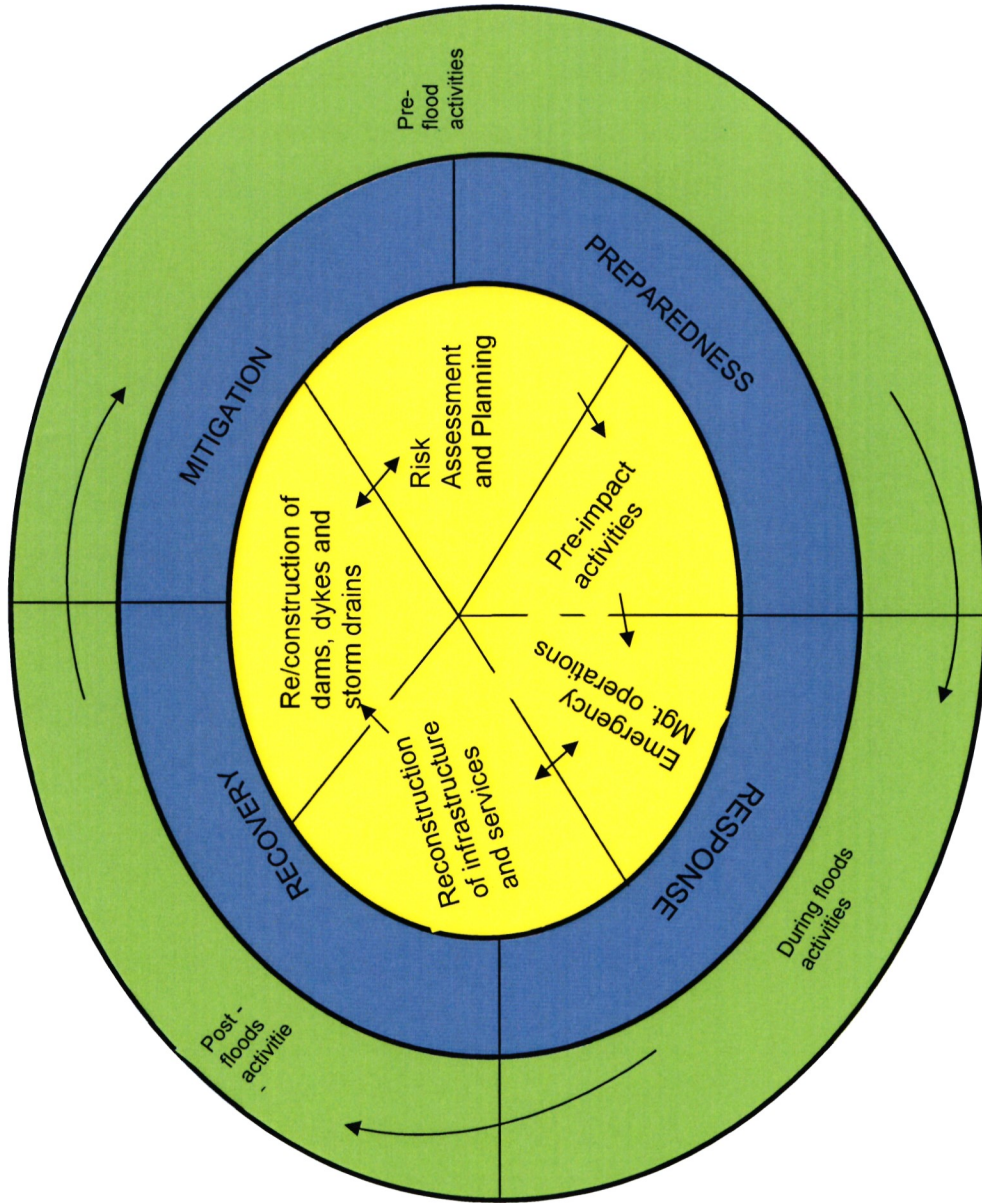 Pre-
flood
activities
MITIGATION
PREPAREDNESS
Re/construction of
dams, dykes and
storm drains
Risk
Assessment
and Planning
Pre-impact
activities
Emergency
Mgt. operations
Reconstruction
of infrastructure
and services
RECOVERY
RESPONSE
During floods
activities
Post -
floods
activitie